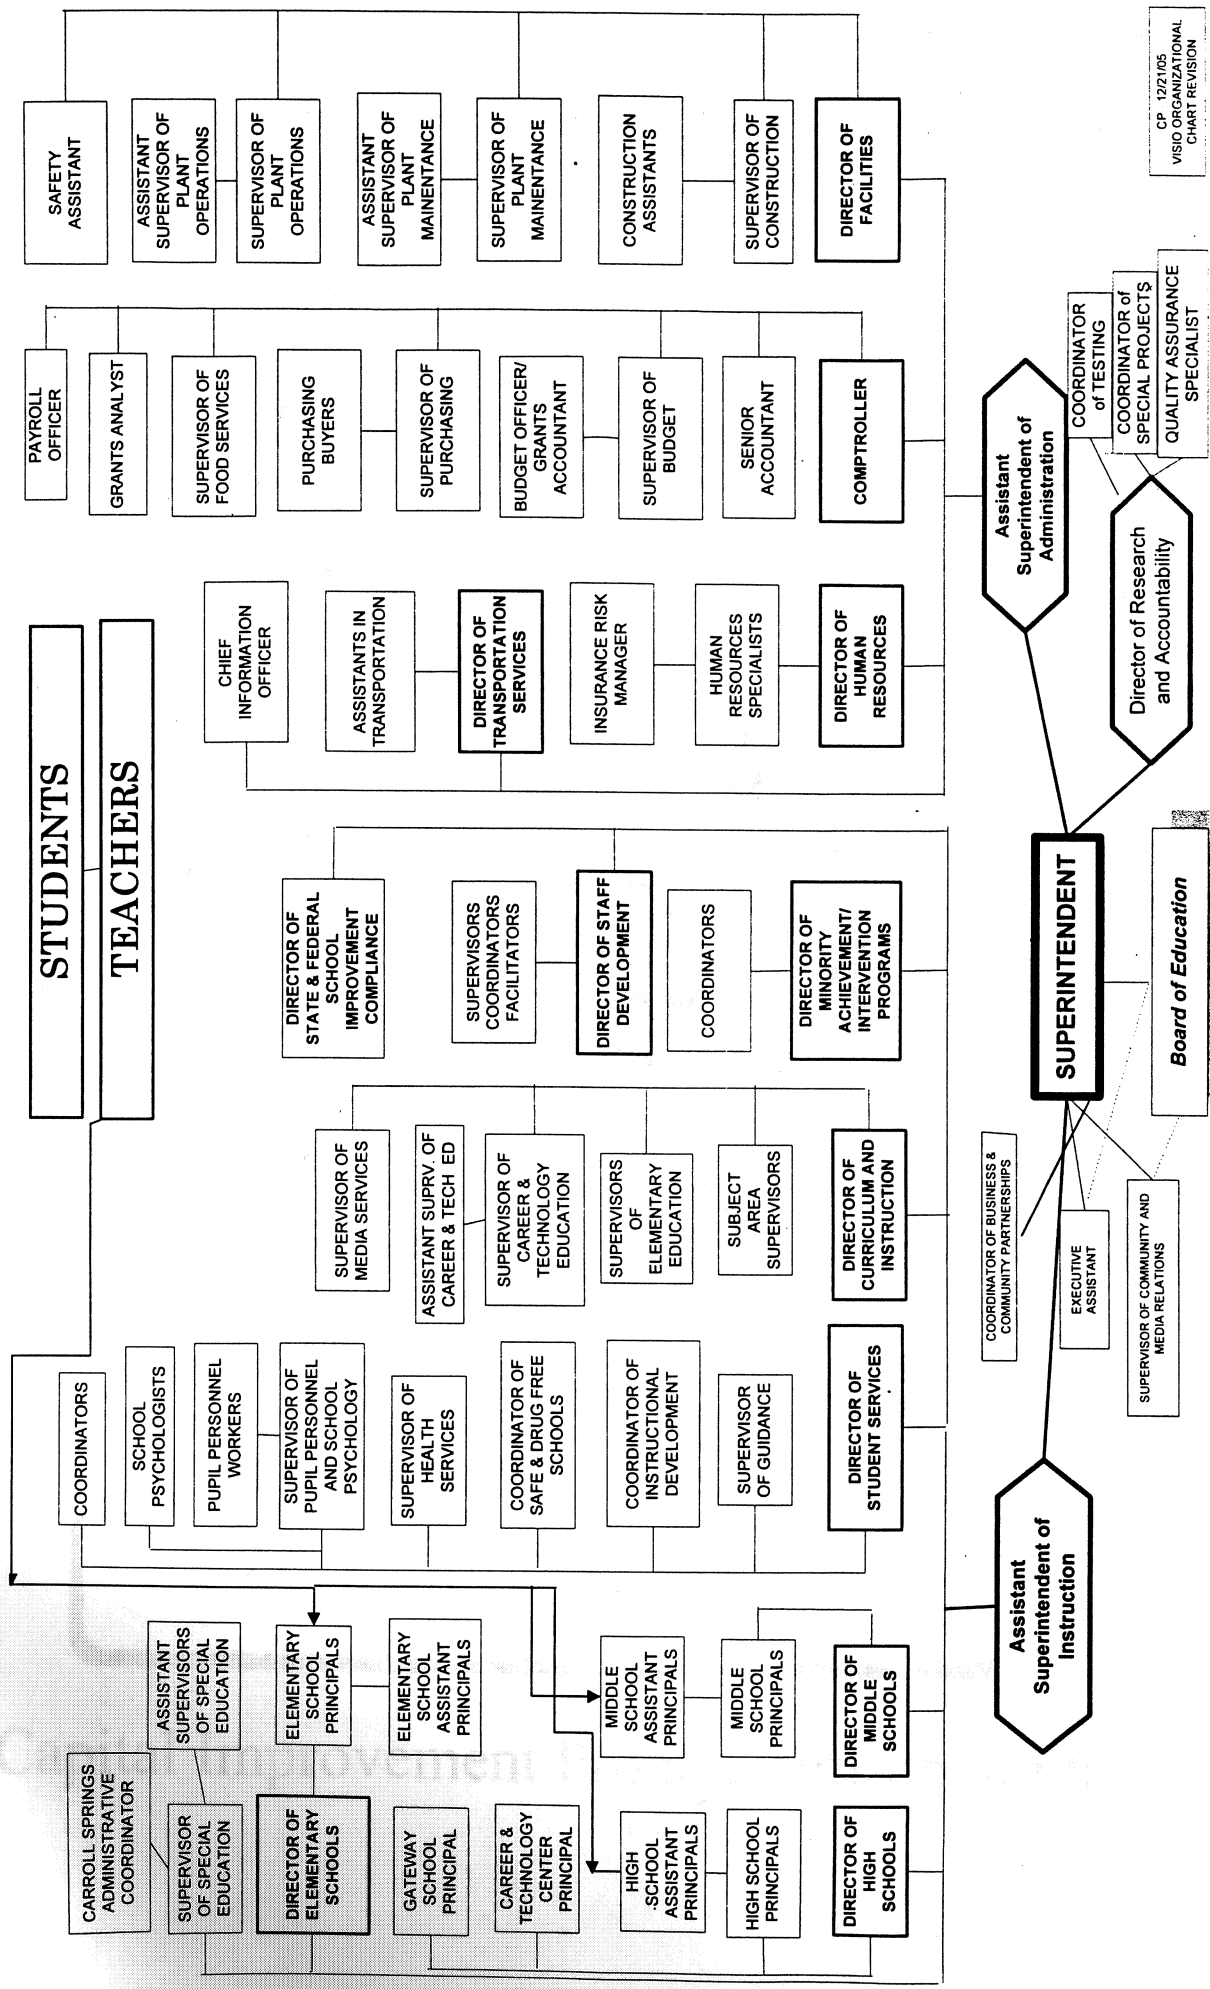 STUDENTS
TEACHERS
CARROLL SPRINGS
ADMINISTRATIVE
COORDINATOR
ASSISTANT
SUPERVISORS
OF SPECIAL
EDUCATION
SUPERVISOR
OF SPECIAL
EDUCATION
DIRECTOR OF
ELEMENTARY
SCHOOLS
ELEMENTARY
SCHOOL
PRINCIPALS
ELEMENTARY
SCHOOL
ASSISTANT
PRINCIPALS
GATEWAY
SCHOOL
PRINCIPAL
CAREER &
TECHNOLOGY
CENTER
PRINCIPAL
HIGH
SCHOOL
ASSISTANT
PRINCIPALS
HIGH SCHOOL
PRINCIPALS
DIRECTOR OF
HIGH
SCHOOLS
MIDDLE
SCHOOL
ASSISTANT
PRINCIPALS
MIDDLE
SCHOOL
PRINCIPALS
DIRECTOR OF
MIDDLE
SCHOOLS
COORDINATORS
SCHOOL
PSYCHOLOGISTS
PUPIL PERSONNEL
WORKERS
SUPERVISOR OF
PUPIL PERSONNEL
AND SCHOOL
PSYCHOLOGY
SUPERVISOR OF
HEALTH
SERVICES
COORDINATOR OF
SAFE & DRUG FREE
SCHOOLS
COORDINATOR OF
INSTRUCTIONAL
DEVELOPMENT
SUPERVISOR
OF GUIDANCE
DIRECTOR OF
STUDENT SERVICES
SUPERVISOR OF
MEDIA SERVICES
ASSISTANT SUPRV. OF
CAREER & TECH ED
SUPERVISOR OF
CAREER &
TECHNOLOGY
EDUCATION
SUPERVISORS
OF
ELEMENTARY
EDUCATION
SUBJECT
AREA
SUPERVISORS
DIRECTOR OF
CURRICULUM AND
INSTRUCTION
DIRECTOR OF
STATE & FEDERAL
SCHOOL
IMPROVEMENT
COMPLIANCE
SUPERVISORS
COORDINATORS
FACILITATORS
DIRECTOR OF STAFF
DEVELOPMENT
COORDINATORS
DIRECTOR OF
MINORITY
ACHIEVEMENT/
INTERVENTION
PROGRAMS
CHIEF
INFORMATION
OFFICER
ASSISTANTS IN
TRANSPORTATION
DIRECTOR OF
TRANSPORTATION
SERVICES
INSURANCE RISK
MANAGER
HUMAN
RESOURCES
SPECIALISTS
DIRECTOR OF
HUMAN
RESOURCES
PAYROLL
OFFICER
GRANTS ANALYST
SUPERVISOR OF
FOOD SERVICES
PURCHASING
BUYERS
SUPERVISOR OF
PURCHASING
BUDGET OFFICER/
GRANTS
ACCOUNTANT
SUPERVISOR OF
BUDGET
SENIOR
ACCOUNTANT
COMPTROLLER
SAFETY
ASSISTANT
ASSISTANT
SUPERVISOR OF
PLANT
OPERATIONS
SUPERVISOR OF
PLANT
OPERATIONS
ASSISTANT
SUPERVISOR OF
PLANT
MAINENTANCE
SUPERVISOR OF
PLANT
MAINENTANCE
CONSTRUCTION
ASSISTANTS
SUPERVISOR OF
CONSTRUCTION
DIRECTOR OF
FACILITIES
Assistant
Superintendent of
Instruction
COORDINATOR OF BUSINESS &
COMMUNITY PARTNERSHIPS
EXECUTIVE
ASSISTANT
SUPERVISOR OF COMMUNITY AND
MEDIA RELATIONS
SUPERINTENDENT
Board of Education
Assistant
Superintendent of
Administration
Director of Research
and Accountability
COORDINATOR
of TESTING
COORDINATOR of
SPECIAL PROJECTS
QUALITY ASSURANCE
SPECIALIST
CP 12/21/05
VISIO ORGANIZATIONAL
CHART REVISION